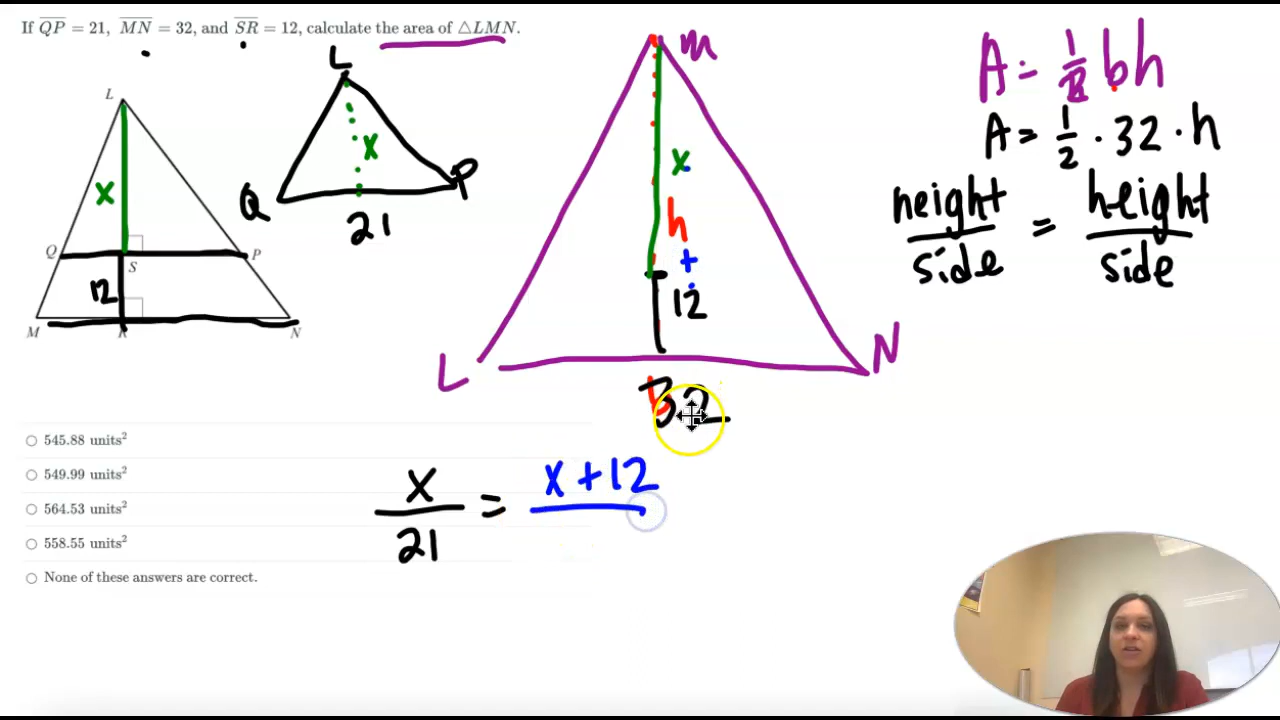 If QP = 21, MN = 32, and SR = 12, calculate the area of △LMN.
L
X
Q
S
P
12
M
R
N
L
X
Q
P
21
m
x
h
+
12
L
N
b
32
A = 1/2 bh
A = 1/2 · 32 · h
height/side = height/side
545.88 units²
549.99 units²
564.53 units²
558.55 units²
None of these answers are correct.
x/21 = x+12